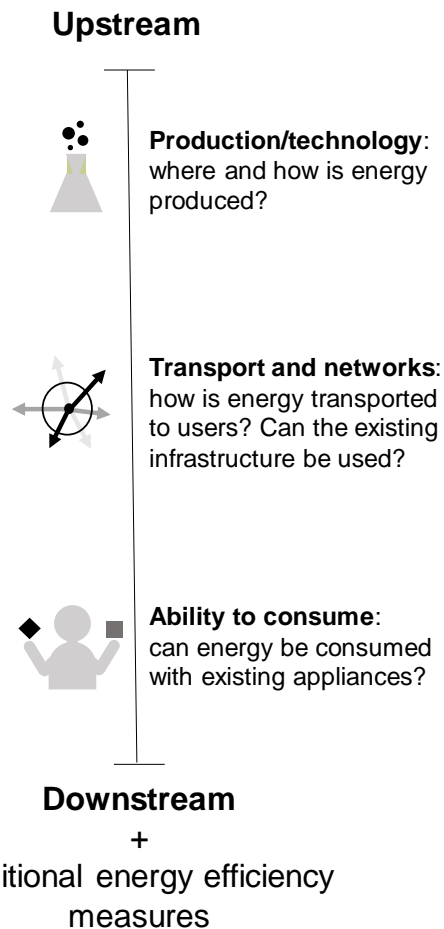 Upstream
Production/technology:
where and how is energy
produced?
Transport and networks:
how is energy transported
to users? Can the existing
infrastructure be used?
Ability to consume:
can energy be consumed
with existing appliances?
Downstream
+
itional energy efficiency
measures